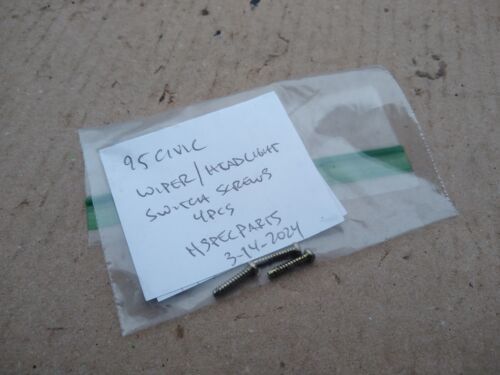 95 CIVIC
WIPER/HEADLIGHT
SWITCH SCREWS
4PCS
HSPECPARTS
3-14-2024